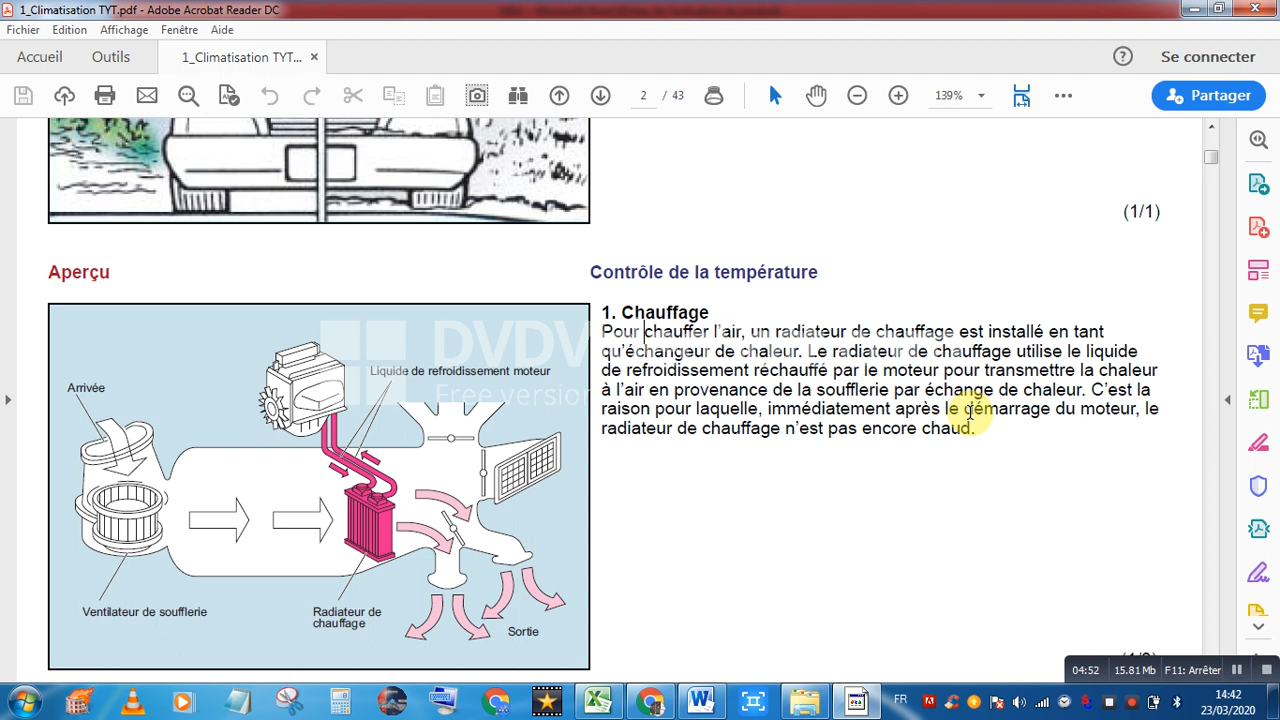 1_Climatisation TYT.pdf - Adobe Acrobat Reader DC
Fichier Edition Affichage Fenêtre Aide
Accueil Outils 1_Climatisation TYT... × Se connecter
2 / 43 139% Partager
(1/1)
Aperçu
Contrôle de la température
1. Chauffage
Pour chauffer l'air, un radiateur de chauffage est installé en tant
qu'échangeur de chaleur. Le radiateur de chauffage utilise le liquide
de refroidissement réchauffé par le moteur pour transmettre la chaleur
à l'air en provenance de la soufflerie par échange de chaleur. C'est la
raison pour laquelle, immédiatement après le démarrage du moteur, le
radiateur de chauffage n'est pas encore chaud.
Arrivée
Liquide de refroidissement moteur
Ventilateur de soufflerie
Radiateur de
chauffage
Sortie
Free version
04:52 15.81 Mb F11: Arrêter
FR
14:42
23/03/2020